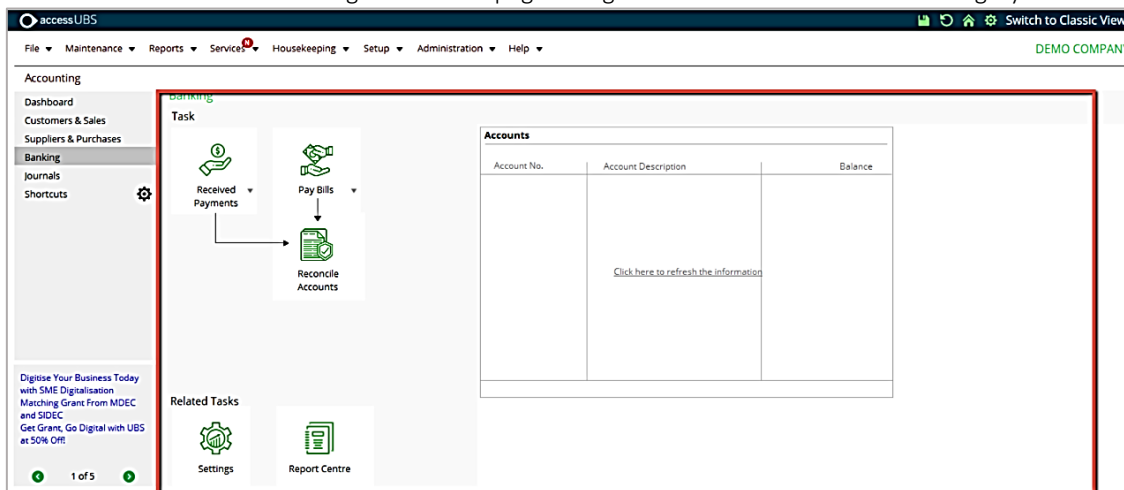 accessUBS
Switch to Classic View
File Maintenance Reports Services N Housekeeping Setup Administration Help
DEMO COMPANY
Accounting
Dashboard
Customers & Sales
Suppliers & Purchases
Banking
Journals
Shortcuts
Banking
Task
Received
Payments
Pay Bills
Reconcile
Accounts
Accounts
Account No. Account Description Balance
Click here to refresh the information
Related Tasks
Settings
Report Centre
Digitise Your Business Today
with SME Digitalisation
Matching Grant From MDEC
and SIDEC
Get Grant, Go Digital with UBS
at 50% Off!
1 of 5